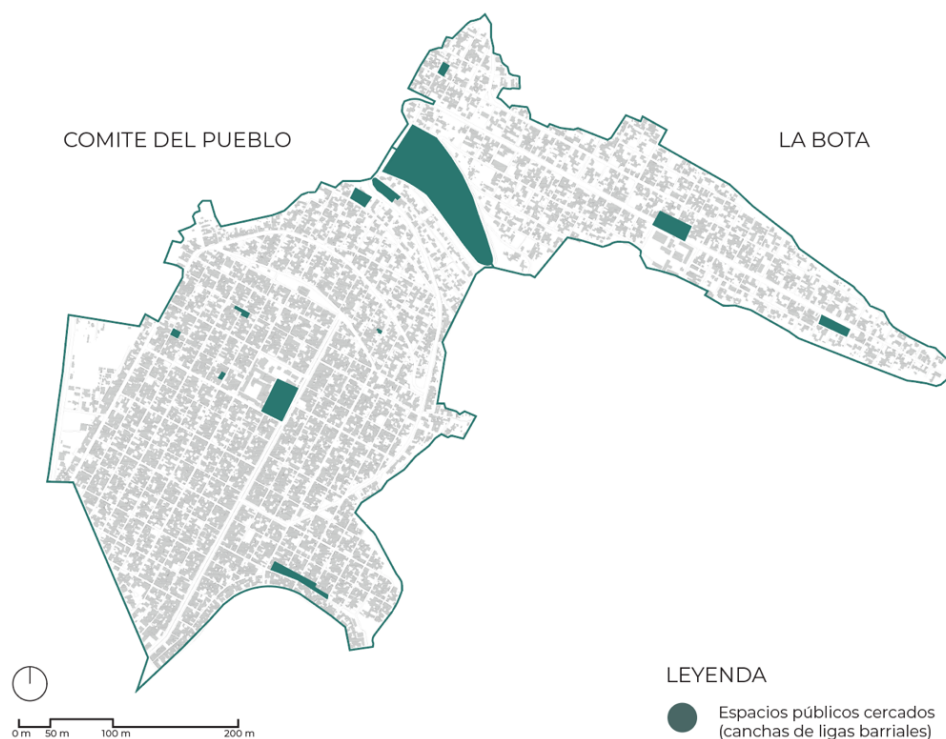 COMITE DEL PUEBLO
LA BOTA
LEYENDA
Espacios públicos cercados
(canchas de ligas barriales)
0 m 50 m 100 m 200 m